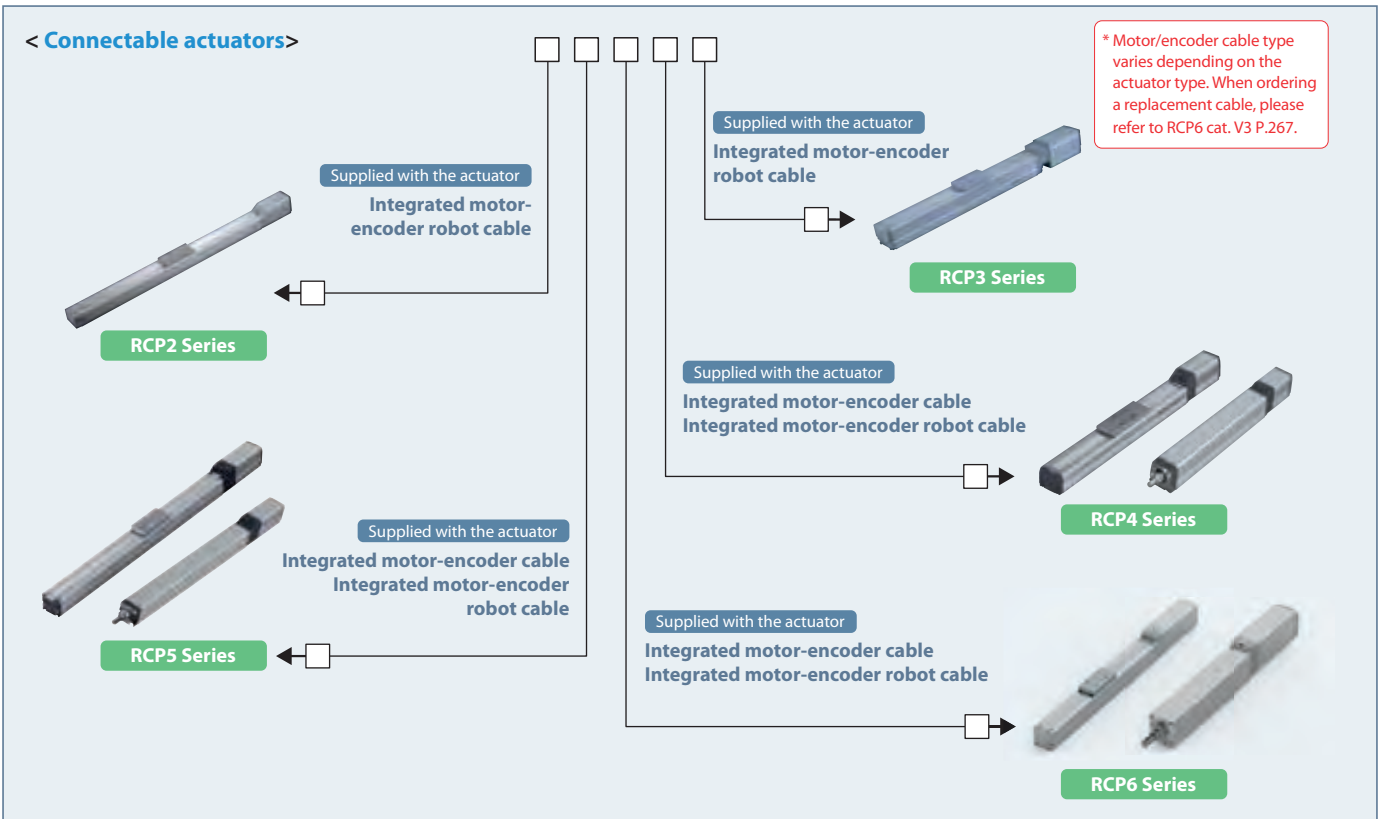 < Connectable actuators>
* Motor/encoder cable type
varies depending on the
actuator type. When ordering
a replacement cable, please
refer to RCP6 cat. V3 P.267.
Supplied with the actuator
Integrated motor-encoder
robot cable
RCP3 Series
Supplied with the actuator
Integrated motor-
encoder robot cable
RCP2 Series
Supplied with the actuator
Integrated motor-encoder cable
Integrated motor-encoder robot cable
RCP4 Series
Supplied with the actuator
Integrated motor-encoder cable
Integrated motor-encoder
robot cable
RCP5 Series
Supplied with the actuator
Integrated motor-encoder cable
Integrated motor-encoder robot cable
RCP6 Series